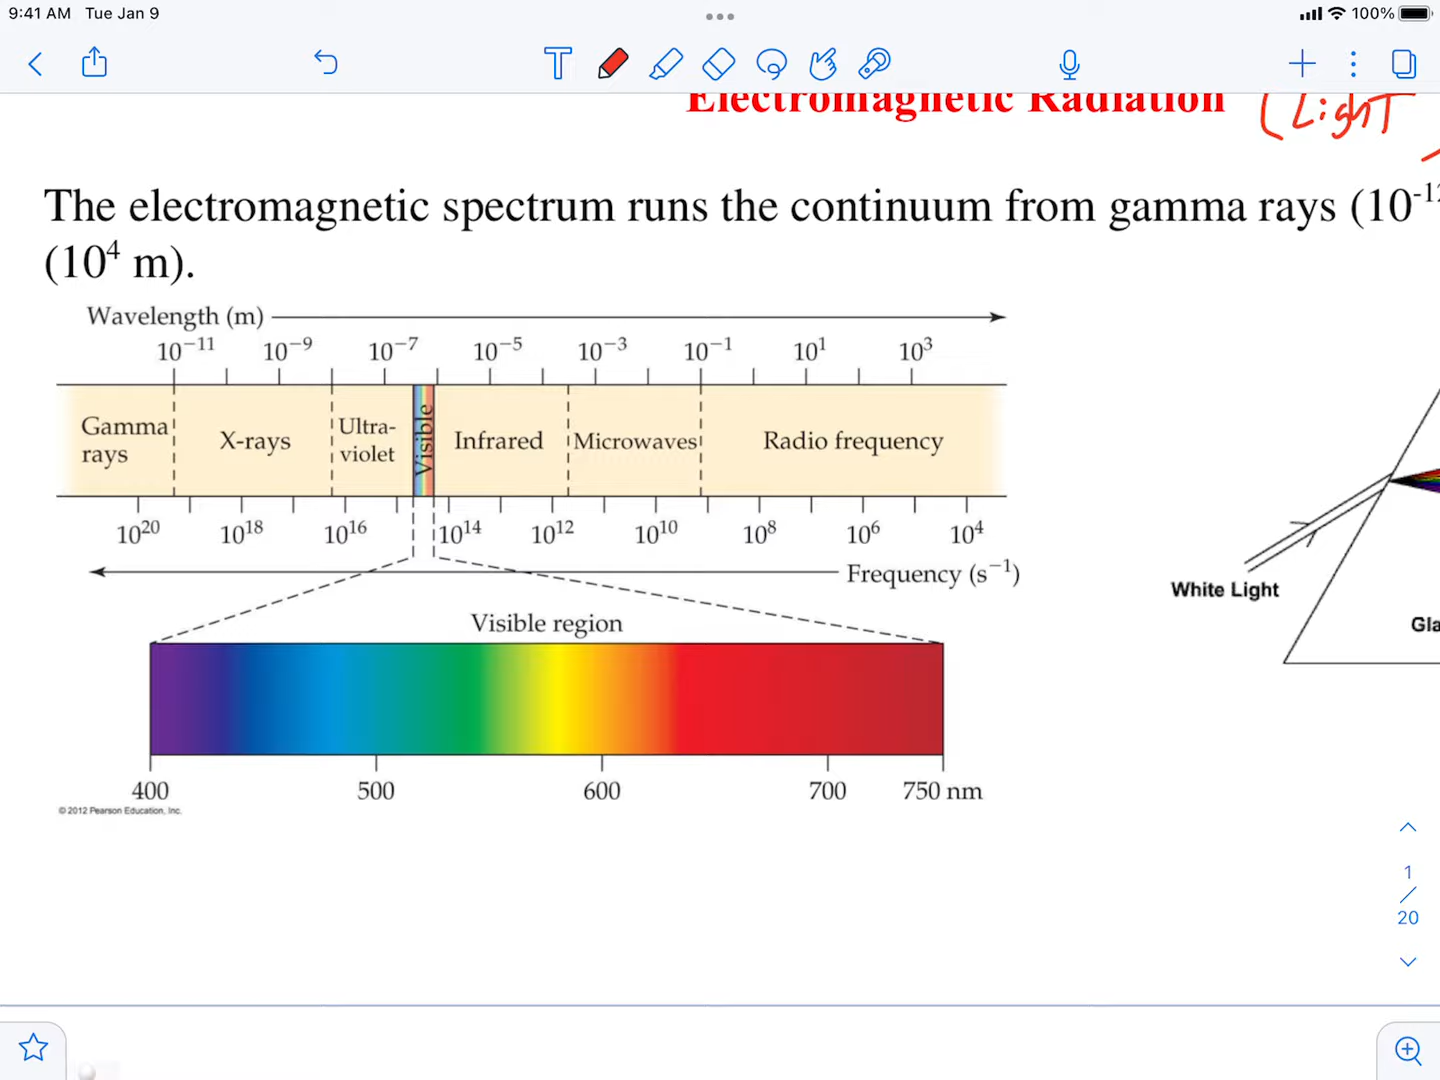 9:41 AM Tue Jan 9
100%
Electromagnetic Radiation (Light
The electromagnetic spectrum runs the continuum from gamma rays (10⁻¹²
(10⁴ m).
Wavelength (m)
10⁻¹¹ 10⁻⁹ 10⁻⁷ 10⁻⁵ 10⁻³ 10⁻¹ 10¹ 10³
Gamma rays
X-rays
Ultra-violet
Visible
Infrared
Microwaves
Radio frequency
10²⁰ 10¹⁸ 10¹⁶ 10¹⁴ 10¹² 10¹⁰ 10⁸ 10⁶ 10⁴
Frequency (s⁻¹)
Visible region
400 500 600 700 750 nm
© 2012 Pearson Education, Inc.
White Light
Gla
1
/
20